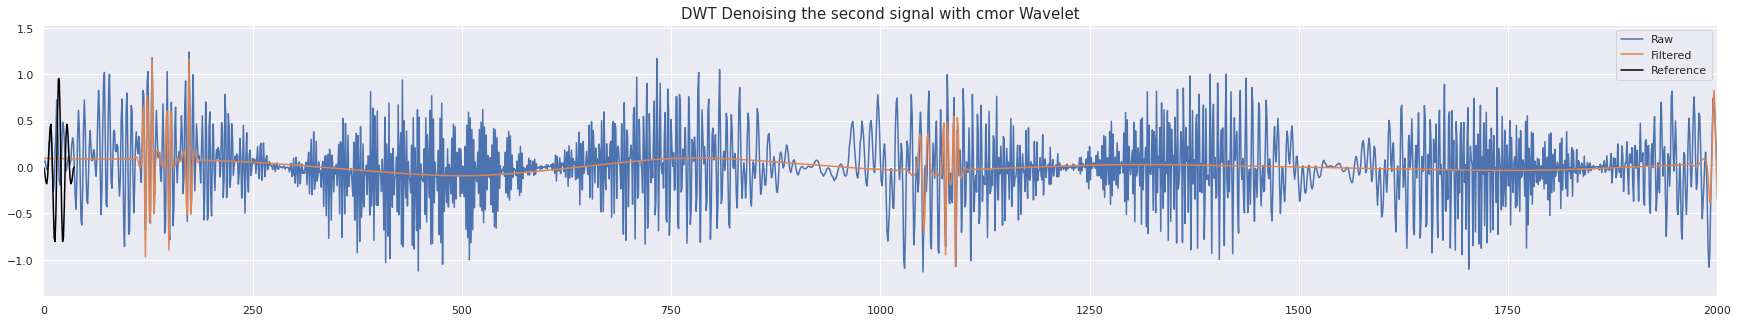 DWT Denoising the second signal with cmor Wavelet
1.5
1.0
0.5
0.0
−0.5
−1.0
Raw
Filtered
Reference
0 250 500 750 1000 1250 1500 1750 2000